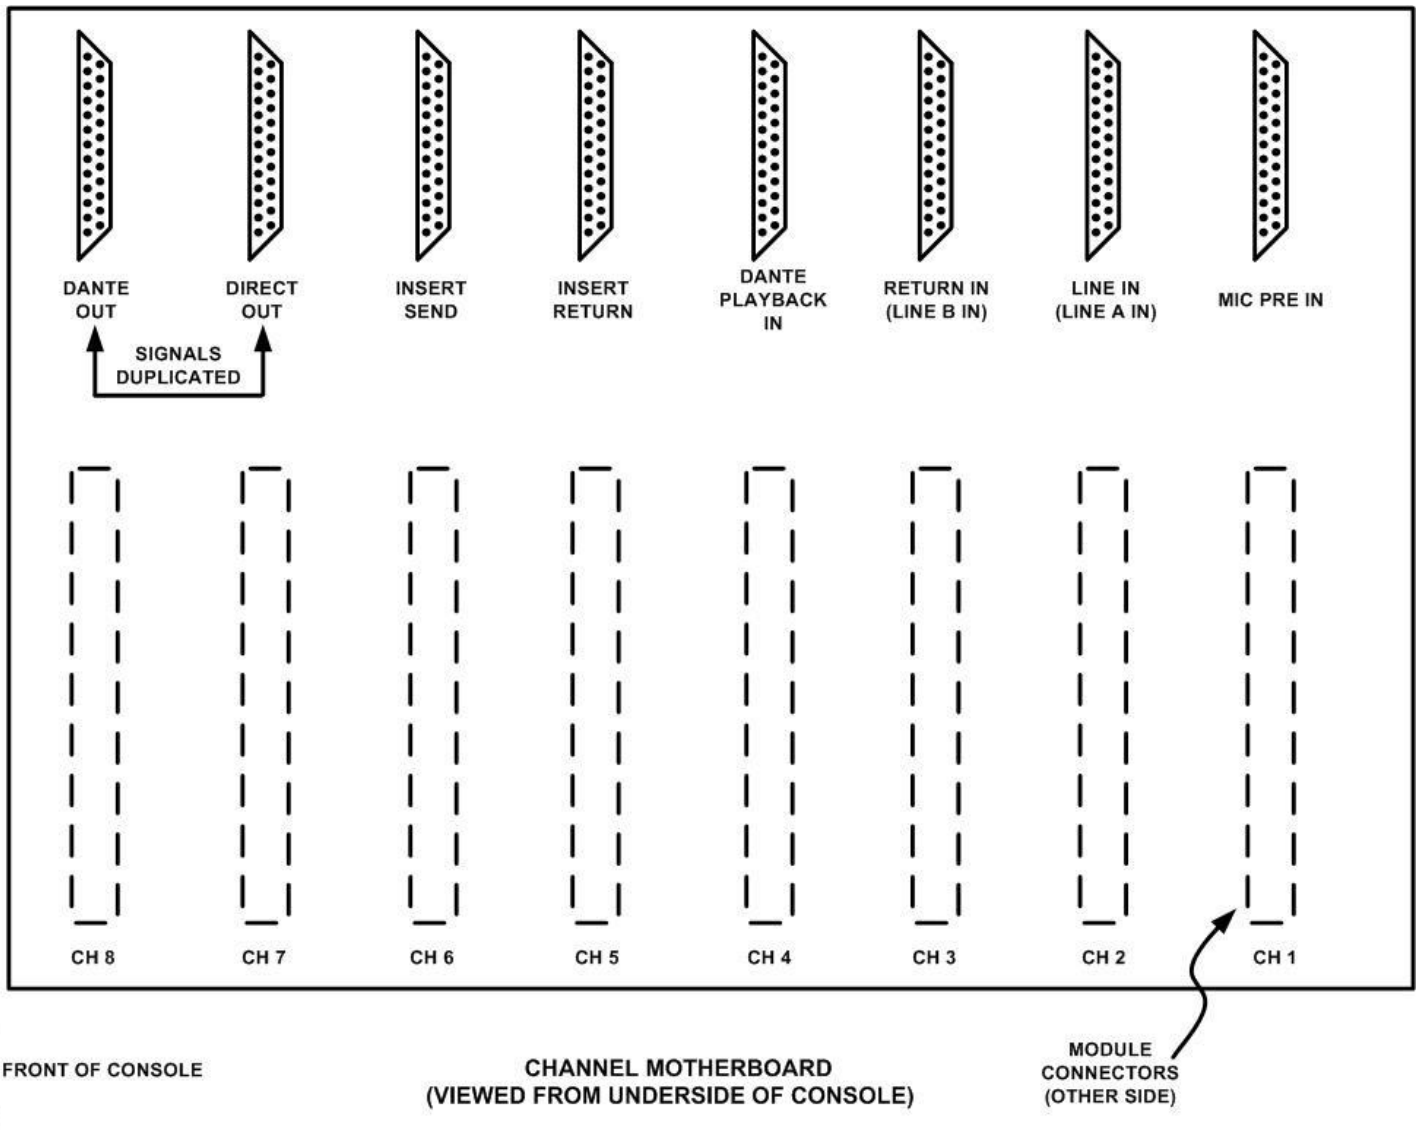 DANTE
OUT
DIRECT
OUT
INSERT
SEND
INSERT
RETURN
DANTE
PLAYBACK
IN
RETURN IN
(LINE B IN)
LINE IN
(LINE A IN)
MIC PRE IN
SIGNALS
DUPLICATED
CH 8
CH 7
CH 6
CH 5
CH 4
CH 3
CH 2
CH 1
FRONT OF CONSOLE
CHANNEL MOTHERBOARD
(VIEWED FROM UNDERSIDE OF CONSOLE)
MODULE
CONNECTORS
(OTHER SIDE)